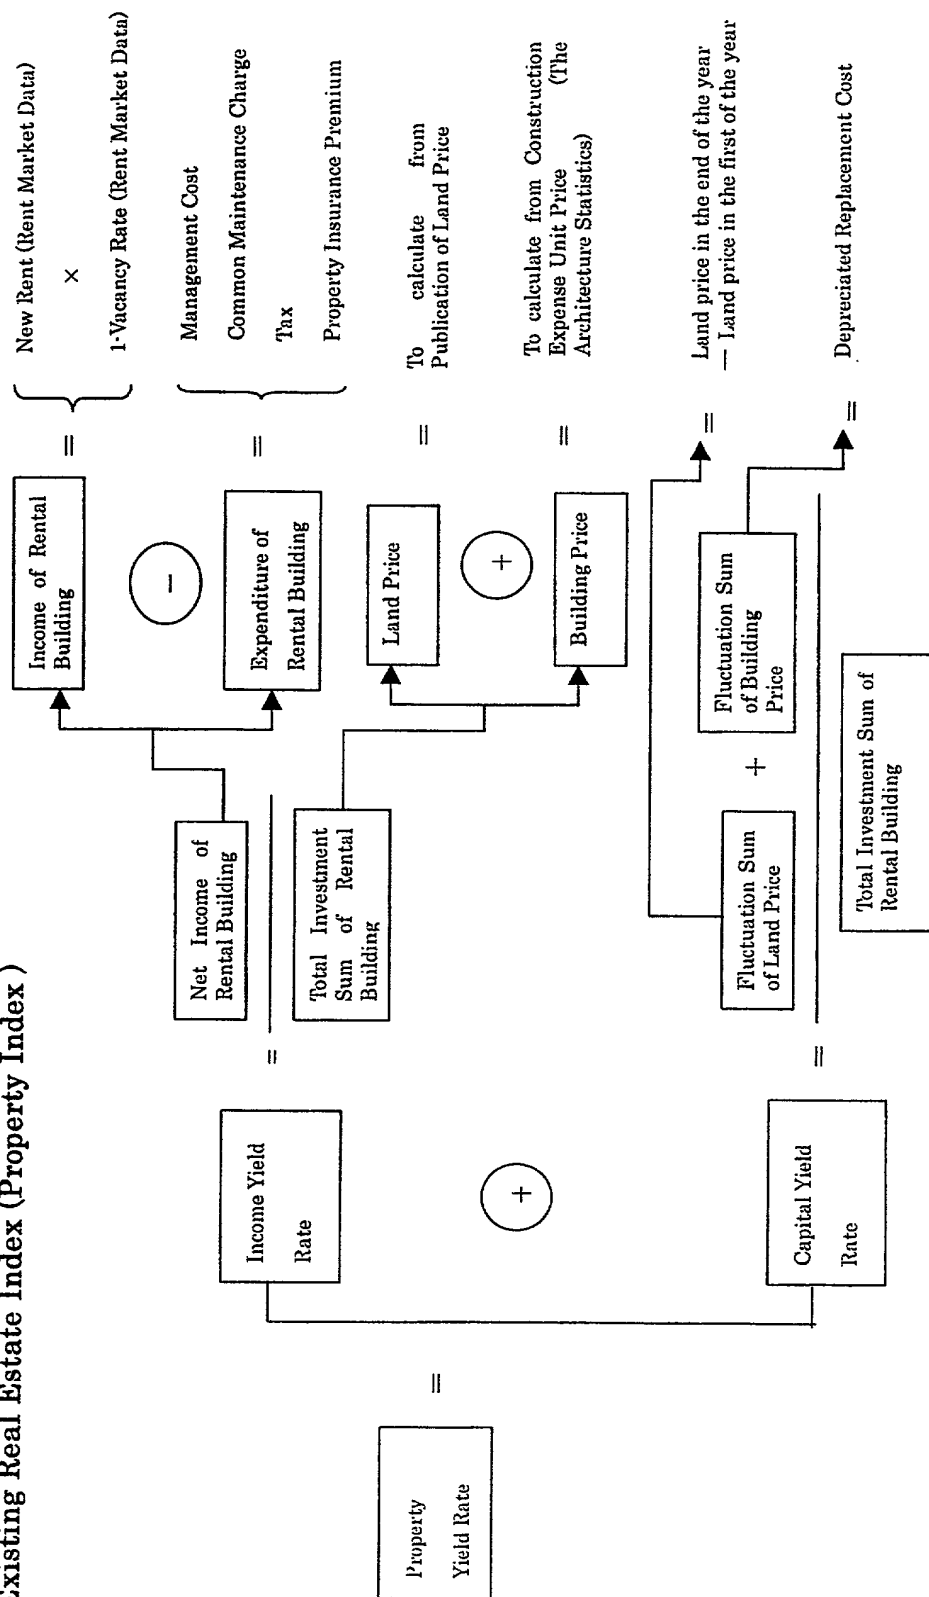 Existing Real Estate Index (Property Index)
Property
Yield Rate
=
Income Yield
Rate
+
Capital Yield
Rate
=
Net Income of
Rental Building
Total Investment
Sum of Rental
Building
Income of Rental
Building
−
Expenditure of
Rental Building
Land Price
+
Building Price
=
New Rent (Rent Market Data)
×
1-Vacancy Rate (Rent Market Data)
=
Management Cost
Common Maintenance Charge
Tax
Property Insurance Premium
=
To calculate from
Publication of Land Price
=
To calculate from Construction
Expense Unit Price (The
Architecture Statistics)
=
Fluctuation Sum
of Land Price
+
Fluctuation Sum
of Building
Price
Total Investment Sum of
Rental Building
=
Land price in the end of the year
— Land price in the first of the year
=
Depreciated Replacement Cost